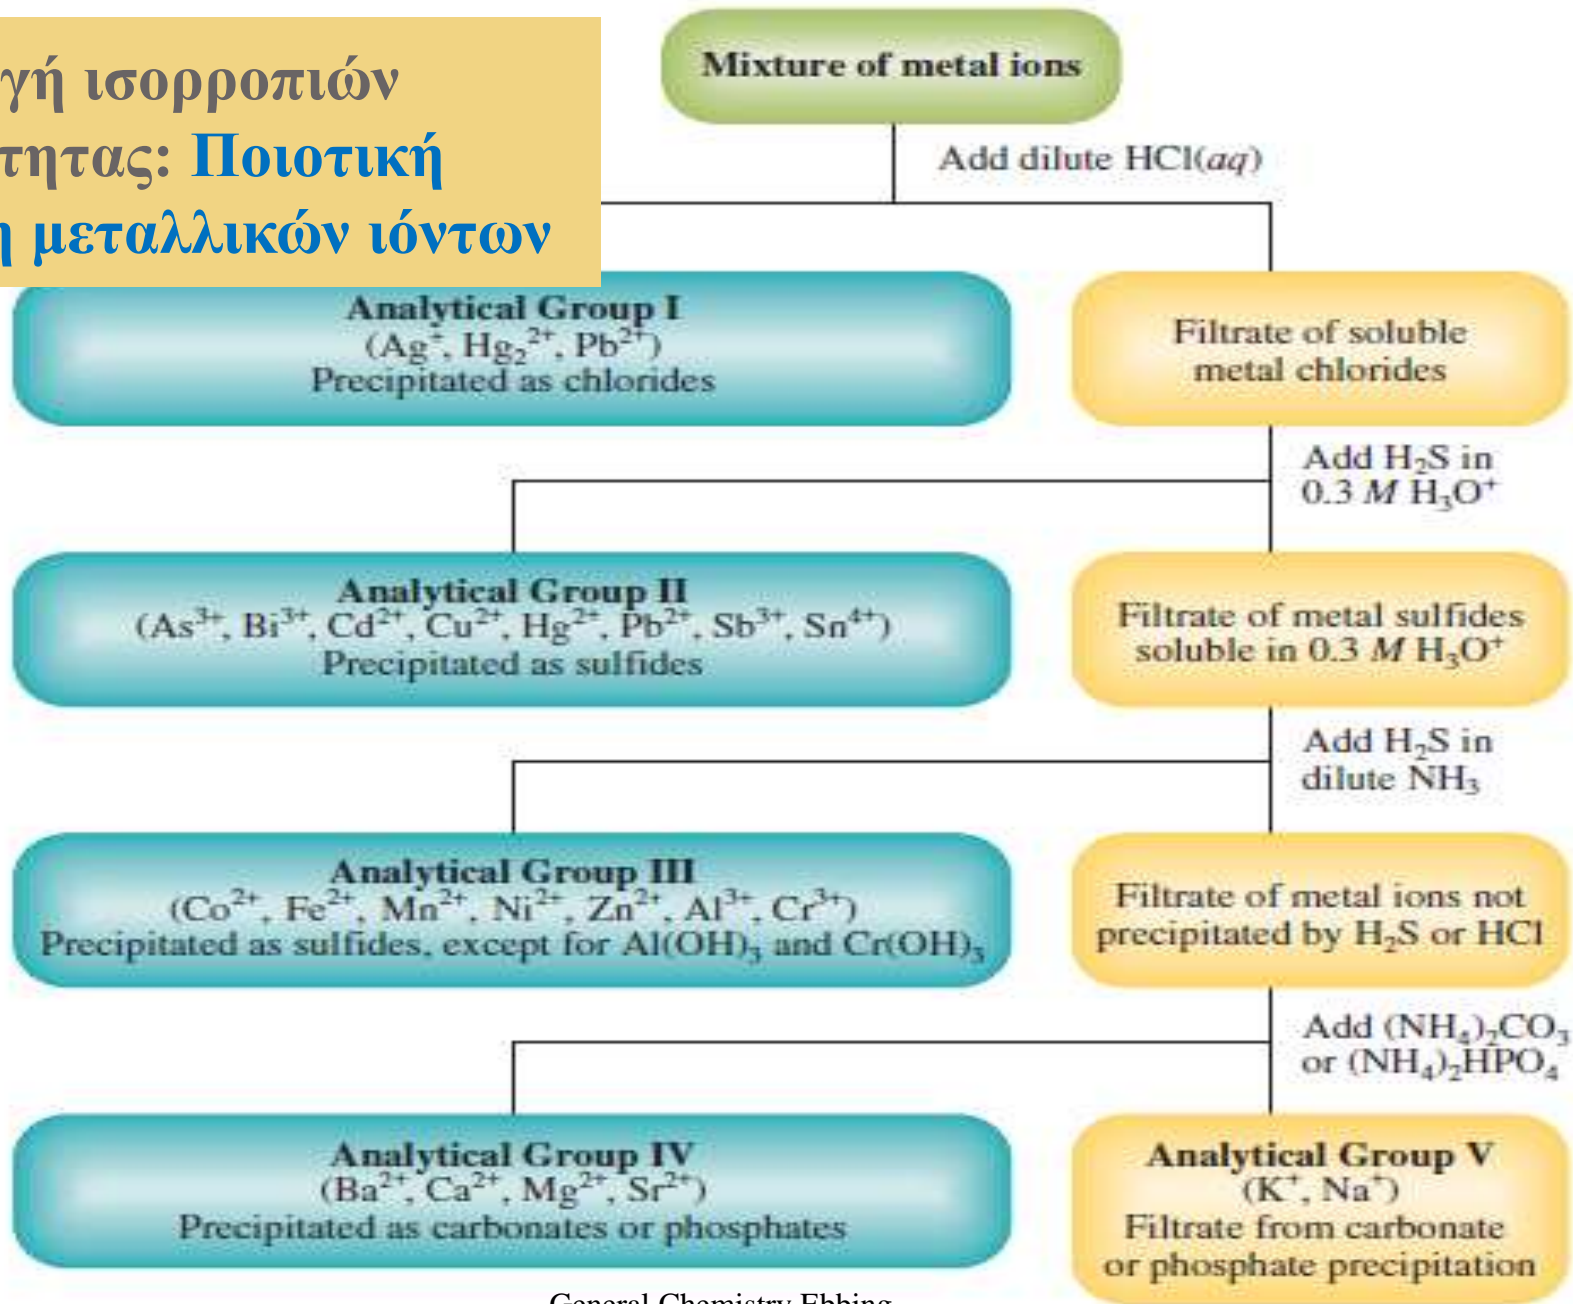 γή ισορροπιών
τητας: Ποιοτική
η μεταλλικών ιόντων
Mixture of metal ions
Add dilute HCl(aq)
Analytical Group I
(Ag⁺, Hg₂²⁺, Pb²⁺)
Precipitated as chlorides
Filtrate of soluble
metal chlorides
Add H₂S in
0.3 M H₃O⁺
Analytical Group II
(As³⁺, Bi³⁺, Cd²⁺, Cu²⁺, Hg²⁺, Pb²⁺, Sb³⁺, Sn⁴⁺)
Precipitated as sulfides
Filtrate of metal sulfides
soluble in 0.3 M H₃O⁺
Add H₂S in
dilute NH₃
Analytical Group III
(Co²⁺, Fe²⁺, Mn²⁺, Ni²⁺, Zn²⁺, Al³⁺, Cr³⁺)
Precipitated as sulfides, except for Al(OH)₃ and Cr(OH)₃
Filtrate of metal ions not
precipitated by H₂S or HCl
Add (NH₄)₂CO₃
or (NH₄)₂HPO₄
Analytical Group IV
(Ba²⁺, Ca²⁺, Mg²⁺, Sr²⁺)
Precipitated as carbonates or phosphates
Analytical Group V
(K⁺, Na⁺)
Filtrate from carbonate
or phosphate precipitation
General Chemistry Ebbing